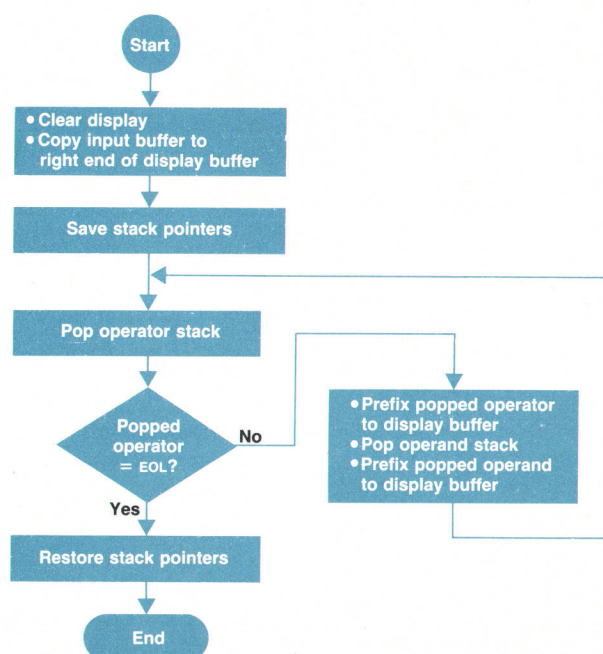 Start
• Clear display
• Copy input buffer to
right end of display buffer
Save stack pointers
Pop operator stack
Popped
operator
= EOL?
No
• Prefix popped operator
to display buffer
• Pop operand stack
• Prefix popped operand
to display buffer
Yes
Restore stack pointers
End